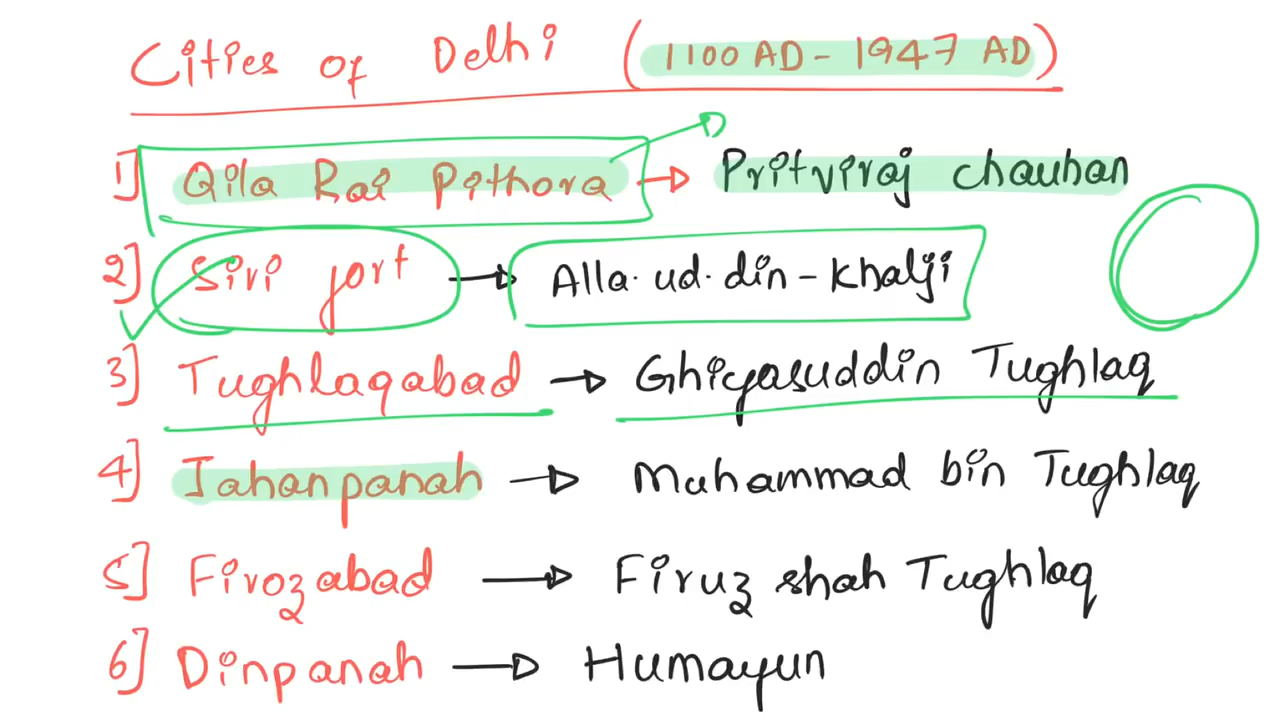 Cities of Delhi (1100 AD - 1947 AD)
1] Qila Rai Pithora → Pritviraj chauhan
2] Siri fort → Alla.ud.din - Khalji
3] Tughlaqabad → Ghiyasuddin Tughlaq
4] Jahanpanah → Muhammad bin Tughlaq
5] Firozabad → Firuz shah Tughlaq
6] Dinpanah → Humayun